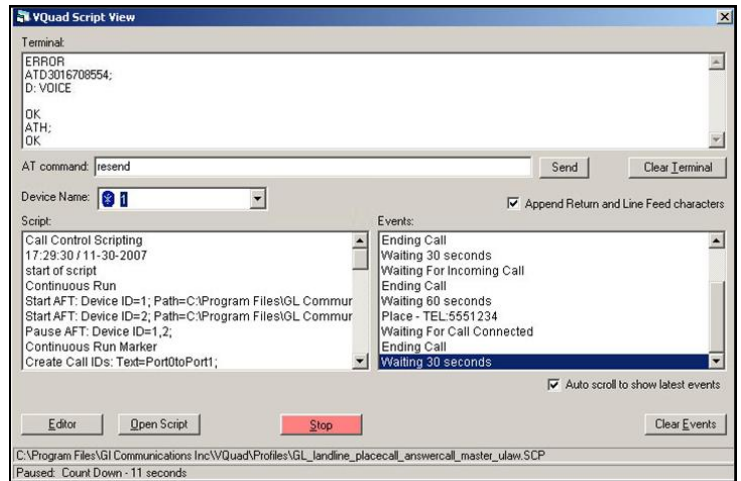 VQuad Script View
Terminal:
ERROR
ATD3016708554;
D: VOICE
OK
ATH;
OK
AT command: resend
Send
Clear Terminal
Device Name: 1
Append Return and Line Feed characters
Script:
Call Control Scripting
17:29:30 / 11-30-2007
start of script
Continuous Run
Start AFT: Device ID=1; Path=C:\Program Files\GL Commur
Start AFT: Device ID=2; Path=C:\Program Files\GL Commur
Pause AFT: Device ID=1,2;
Continuous Run Marker
Create Call IDs: Text=Port0toPort1;
Events:
Ending Call
Waiting 30 seconds
Waiting For Incoming Call
Ending Call
Waiting 60 seconds
Place - TEL:5551234
Waiting For Call Connected
Ending Call
Waiting 30 seconds
Auto scroll to show latest events
Editor
Open Script
Stop
Clear Events
C:\Program Files\Gl Communications Inc\VQuad\Profiles\GL_landline_placecall_answercall_master_ulaw.SCP
Paused: Count Down - 11 seconds